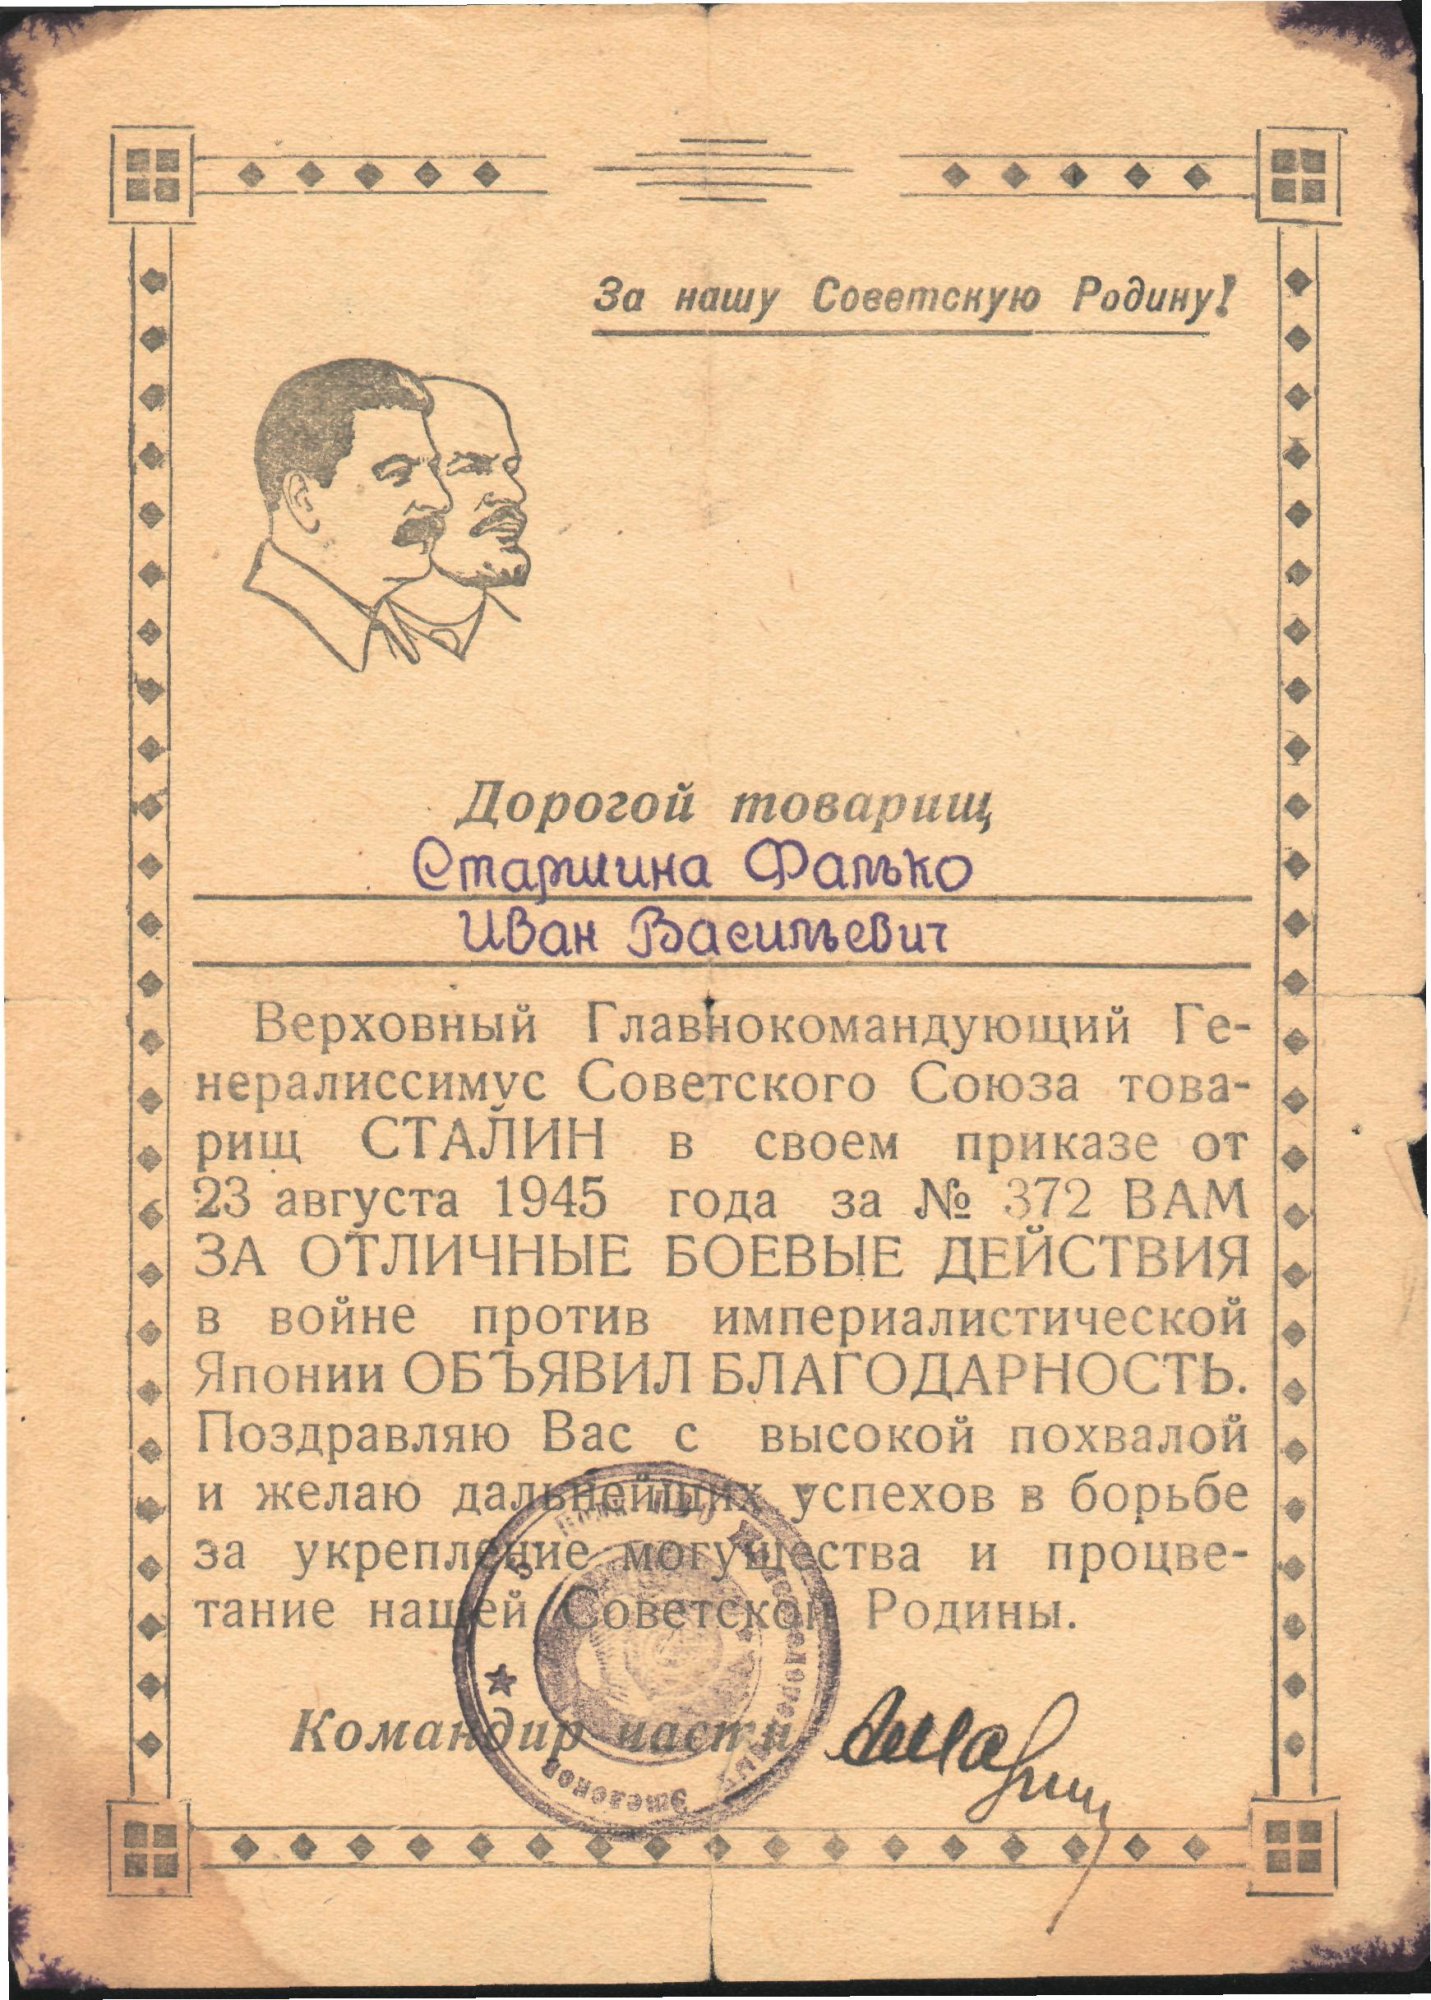 За нашу Советскую Родину!
Дорогой товарищ
Старшина Фалько
Иван Васильевич
Верховный Главнокомандующий Ге-
нералиссимус Советского Союза това-
рищ СТАЛИН в своем приказе от
23 августа 1945 года за № 372 ВАМ
ЗА ОТЛИЧНЫЕ БОЕВЫЕ ДЕЙСТВИЯ
в войне против империалистической
Японии ОБЪЯВИЛ БЛАГОДАРНОСТЬ.
Поздравляю Вас с высокой похвалой
и желаю дальнейших успехов в борьбе
за укрепление могущества и процве-
тание нашей Советской Родины.
Командир части